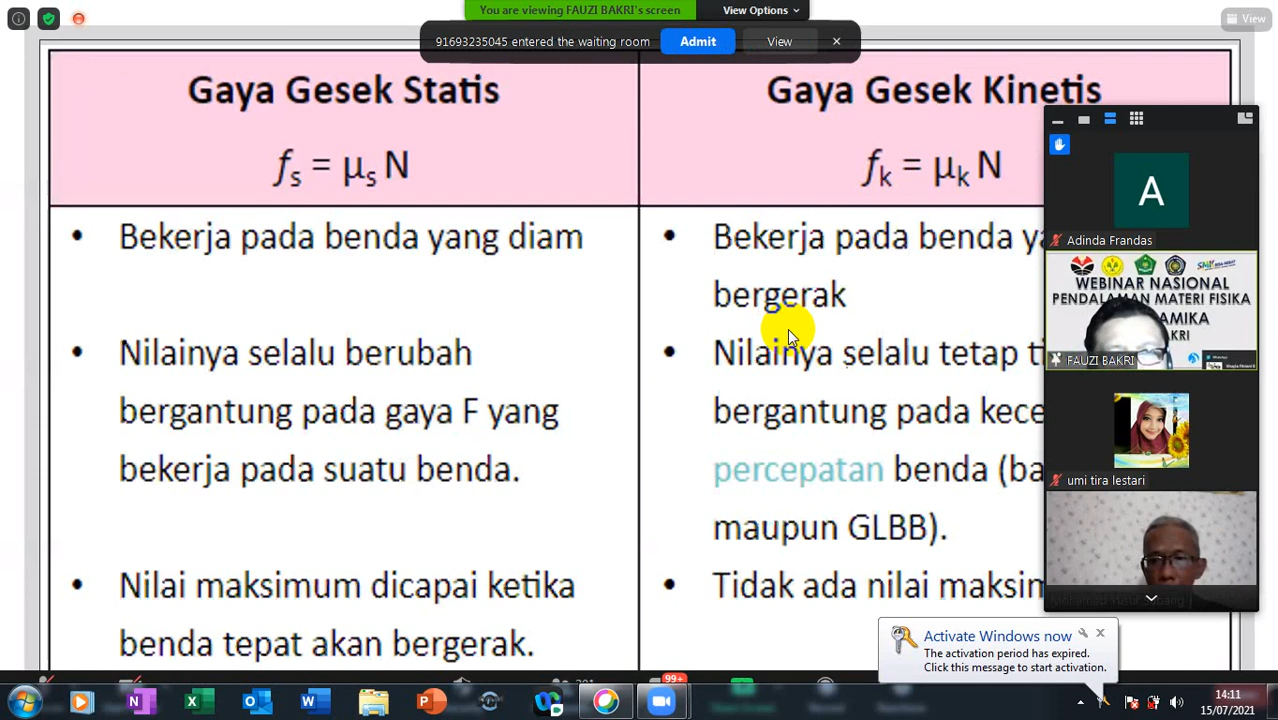 You are viewing FAUZI BAKRI's screen
View Options
View
91693235045 entered the waiting room
Admit
View
Gaya Gesek Statis
fs = μs N
Gaya Gesek Kinetis
fk = μk N
• Bekerja pada benda yang diam
• Nilainya selalu berubah
bergantung pada gaya F yang
bekerja pada suatu benda.
• Nilai maksimum dicapai ketika
benda tepat akan bergerak.
• Bekerja pada benda
bergerak
• Nilainya selalu tetap
bergantung pada
percepatan benda
maupun GLBB).
• Tidak ada nilai
A
Adinda Frandas
WEBINAR NASIONAL
PENDALAMAN MATERI FISIKA
FAUZI BAKRI
umi tira lestari
Activate Windows now
The activation period has expired.
Click this message to start activation.
99+
14:11
15/07/2021